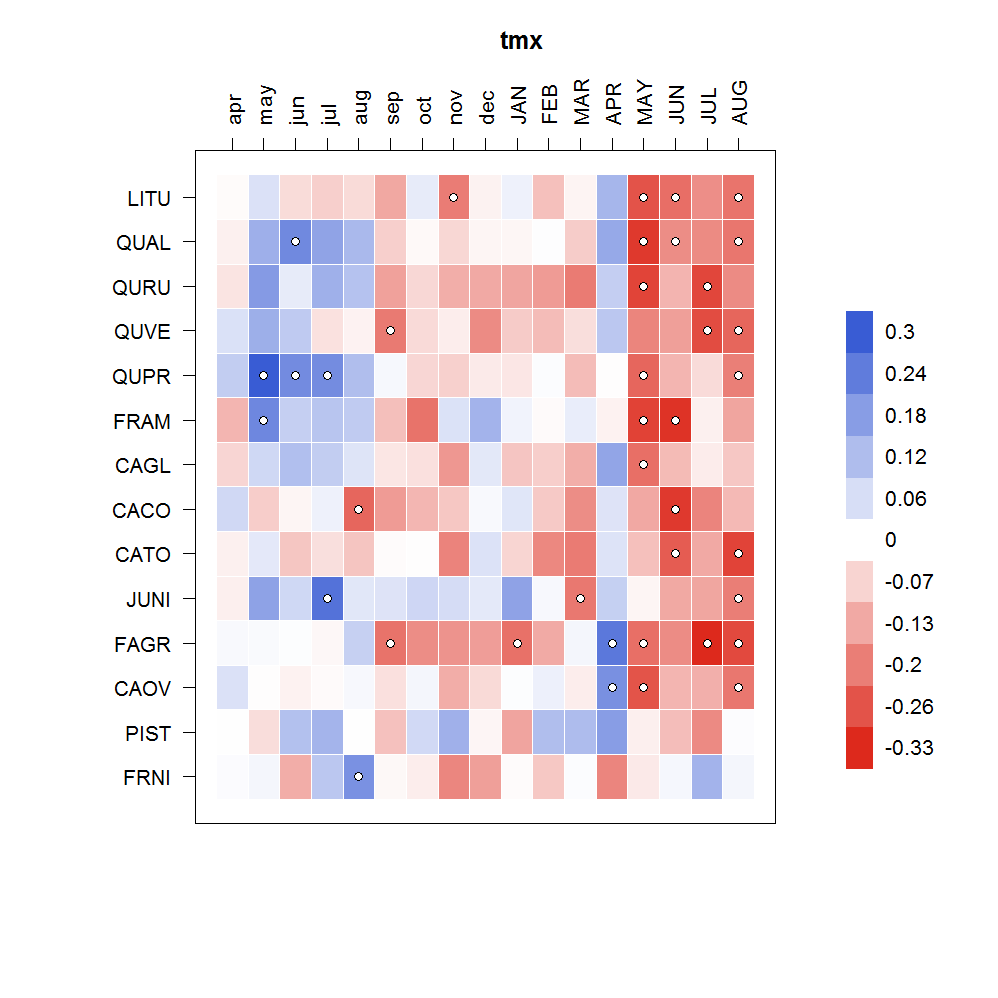 tmx
apr may jun jul aug sep oct nov dec JAN FEB MAR APR MAY JUN JUL AUG
LITU
QUAL
QURU
QUVE
QUPR
FRAM
CAGL
CACO
CATO
JUNI
FAGR
CAOV
PIST
FRNI
0.3
0.24
0.18
0.12
0.06
0
-0.07
-0.13
-0.2
-0.26
-0.33